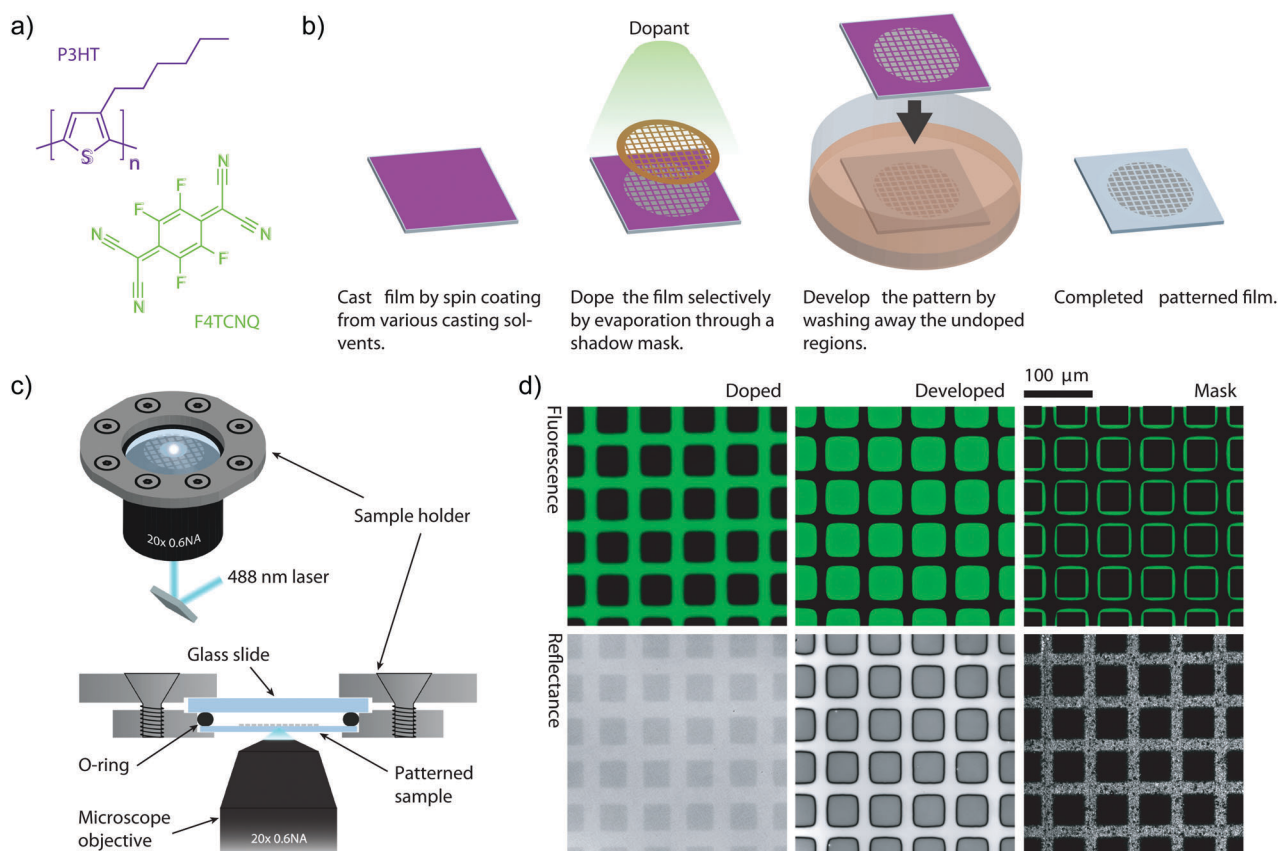 a)
P3HT
S
n
F
F
F
F
N
N
N
N
F4TCNQ
b)
Dopant
Cast film by spin coating
from various casting sol-
vents.
Dope the film selectively
by evaporation through a
shadow mask.
Develop the pattern by
washing away the undoped
regions.
Completed patterned film.
c)
20x 0.6NA
488 nm laser
Sample holder
Glass slide
O-ring
Patterned
sample
Microscope
objective
20x 0.6NA
d)
100 µm
Doped
Developed
Mask
Fluorescence
Reflectance